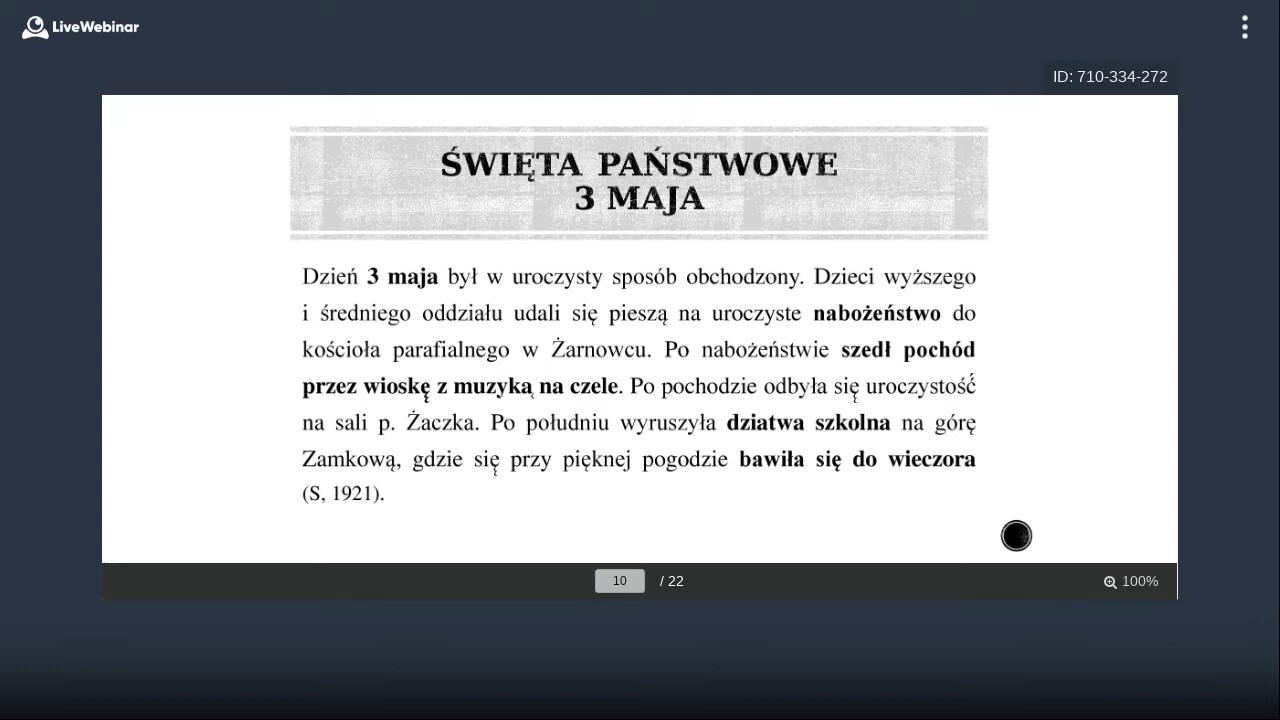 LiveWebinar
ID: 710-334-272
ŚWIĘTA PAŃSTWOWE
3 MAJA
Dzień 3 maja był w uroczysty sposób obchodzony. Dzieci wyższego
i średniego oddziału udali się pieszą na uroczyste nabożeństwo do
kościoła parafialnego w Żarnowcu. Po nabożeństwie szedł pochód
przez wioskę z muzyką na czele. Po pochodzie odbyła się uroczystość
na sali p. Żaczka. Po południu wyruszyła dziatwa szkolna na górę
Zamkową, gdzie się przy pięknej pogodzie bawiła się do wieczora
(S, 1921).
10 / 22
100%